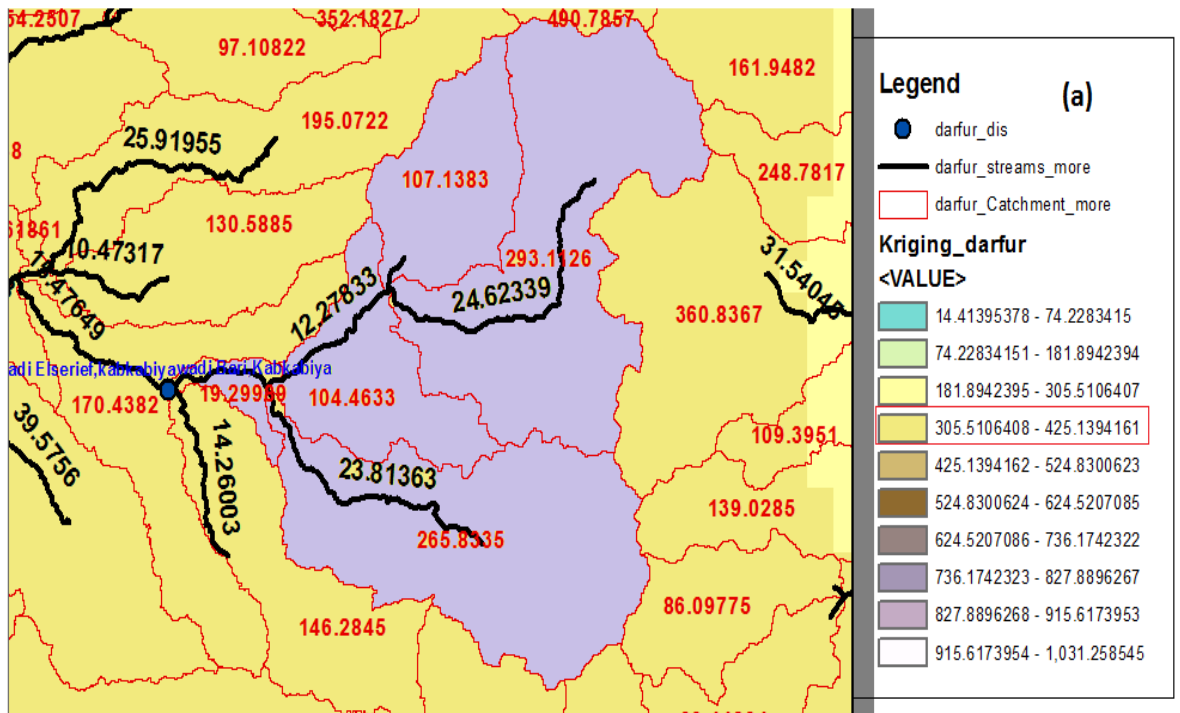 54.2507
352.1827
490.7857
97.10822
161.9482
25.91955
195.0722
8
107.1383
248.7817
61861
130.5885
10.47317
293.1126
31.54045
12.27833
24.62339
360.8367
adi Elserief,kabkabiya
wadi Bari,Kabkabiya
170.4382
104.4633
39.5756
14.26003
109.3951
23.81363
139.0285
265.8335
86.09775
146.2845
Legend
(a)
darfur_dis
darfur_streams_more
darfur_Catchment_more
Kriging_darfur
<VALUE>
14.41395378 - 74.2283415
74.22834151 - 181.8942394
181.8942395 - 305.5106407
305.5106408 - 425.1394161
425.1394162 - 524.8300623
524.8300624 - 624.5207085
624.5207086 - 736.1742322
736.1742323 - 827.8896267
827.8896268 - 915.6173953
915.6173954 - 1,031.258545